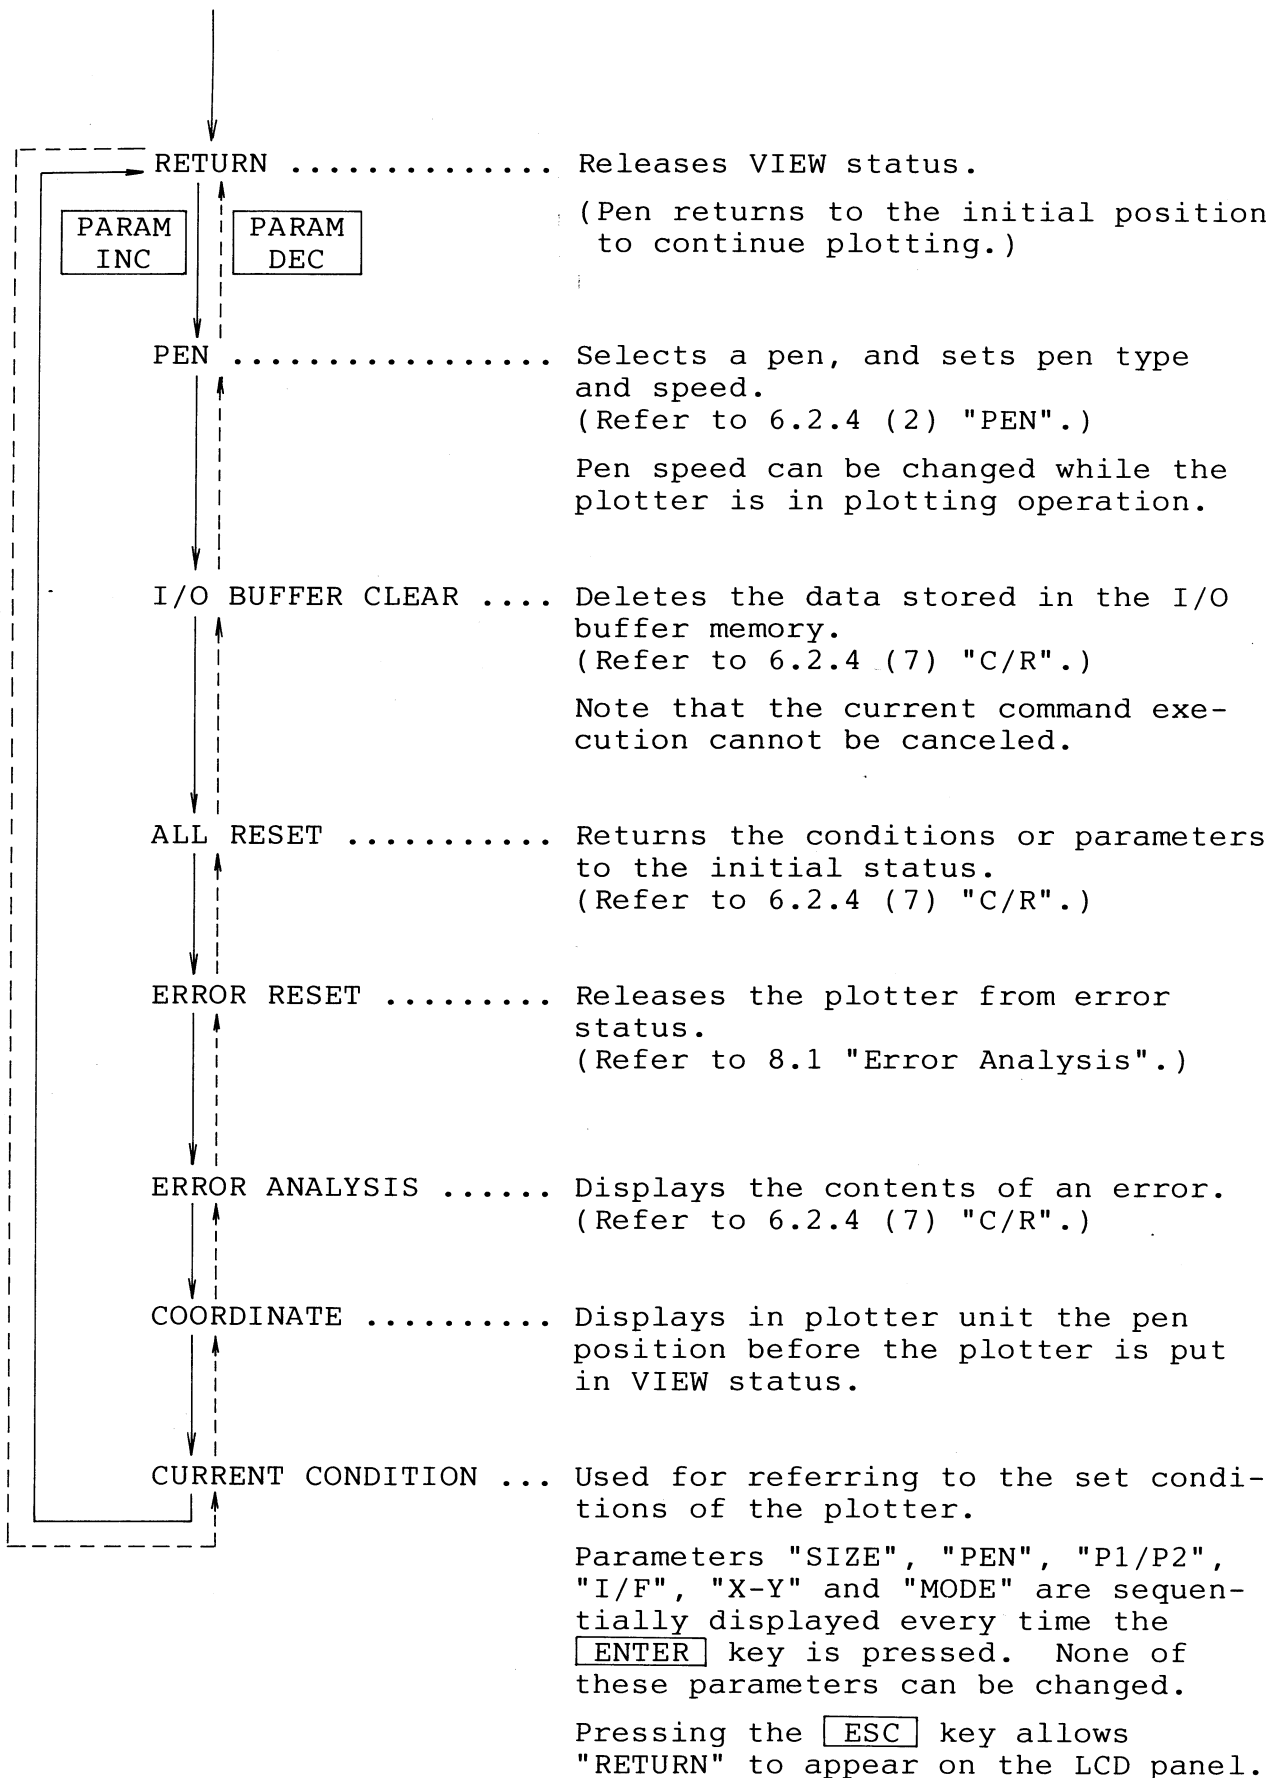 RETURN .............. Releases VIEW status.
(Pen returns to the initial position
to continue plotting.)
PARAM
INC
PARAM
DEC
PEN ................. Selects a pen, and sets pen type
and speed.
(Refer to 6.2.4 (2) "PEN".)
Pen speed can be changed while the
plotter is in plotting operation.
I/O BUFFER CLEAR .... Deletes the data stored in the I/O
buffer memory.
(Refer to 6.2.4 (7) "C/R".)
Note that the current command exe-
cution cannot be canceled.
ALL RESET ........... Returns the conditions or parameters
to the initial status.
(Refer to 6.2.4 (7) "C/R".)
ERROR RESET ......... Releases the plotter from error
status.
(Refer to 8.1 "Error Analysis".)
ERROR ANALYSIS ...... Displays the contents of an error.
(Refer to 6.2.4 (7) "C/R".)
COORDINATE .......... Displays in plotter unit the pen
position before the plotter is put
in VIEW status.
CURRENT CONDITION ... Used for referring to the set condi-
tions of the plotter.
Parameters "SIZE", "PEN", "P1/P2",
"I/F", "X-Y" and "MODE" are sequen-
tially displayed every time the
ENTER key is pressed. None of
these parameters can be changed.
Pressing the ESC key allows
"RETURN" to appear on the LCD panel.